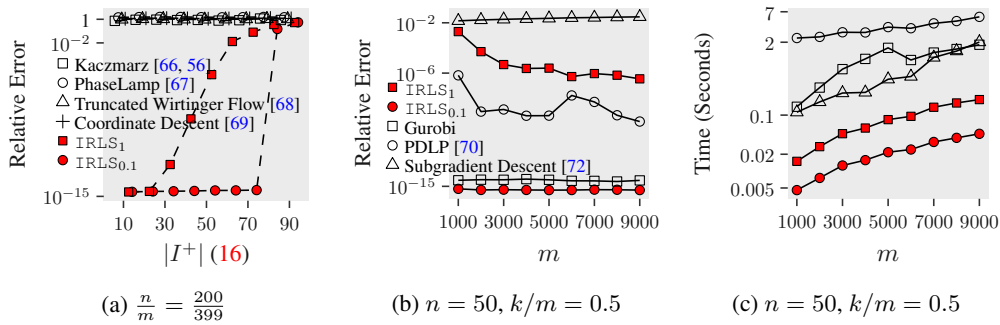 Relative Error
1
10−2
10−15
Kaczmarz [66, 56]
PhaseLamp [67]
Truncated Wirtinger Flow [68]
Coordinate Descent [69]
IRLS1
IRLS0.1
10 30 50 70 90
|I+| (16)
(a) n/m = 200/399
Relative Error
10−2
10−6
10−15
IRLS1
IRLS0.1
Gurobi
PDLP [70]
Subgradient Descent [72]
1000 3000 5000 7000 9000
m
(b) n = 50, k/m = 0.5
Time (Seconds)
7
2
0.1
0.02
0.005
1000 3000 5000 7000 9000
m
(c) n = 50, k/m = 0.5